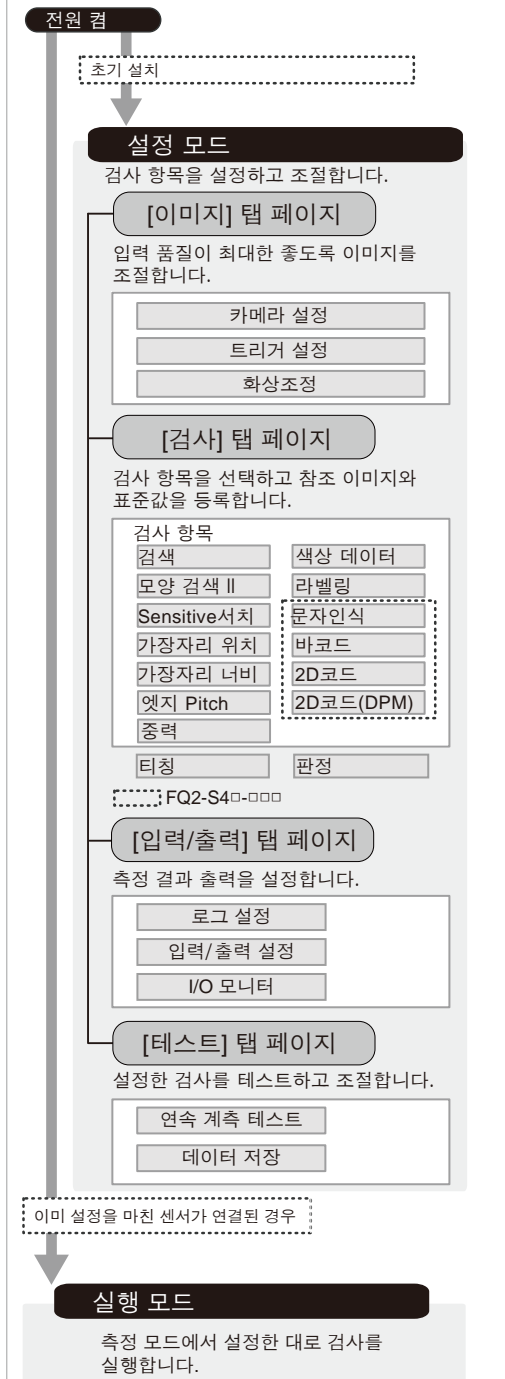 전원 켬
초기 설치
설정 모드
검사 항목을 설정하고 조절합니다.
[이미지] 탭 페이지
입력 품질이 최대한 좋도록 이미지를
조절합니다.
카메라 설정
트리거 설정
화상조정
[검사] 탭 페이지
검사 항목을 선택하고 참조 이미지와
표준값을 등록합니다.
검사 항목
검색
모양 검색 II
Sensitive서치
가장자리 위치
가장자리 너비
엣지 Pitch
중력
색상 데이터
라벨링
문자인식
바코드
2D코드
2D코드(DPM)
티칭
판정
FQ2-S4□-□□□
[입력/출력] 탭 페이지
측정 결과 출력을 설정합니다.
로그 설정
입력/출력 설정
I/O 모니터
[테스트] 탭 페이지
설정한 검사를 테스트하고 조절합니다.
연속 계측 테스트
데이터 저장
이미 설정을 마친 센서가 연결된 경우
실행 모드
측정 모드에서 설정한 대로 검사를
실행합니다.